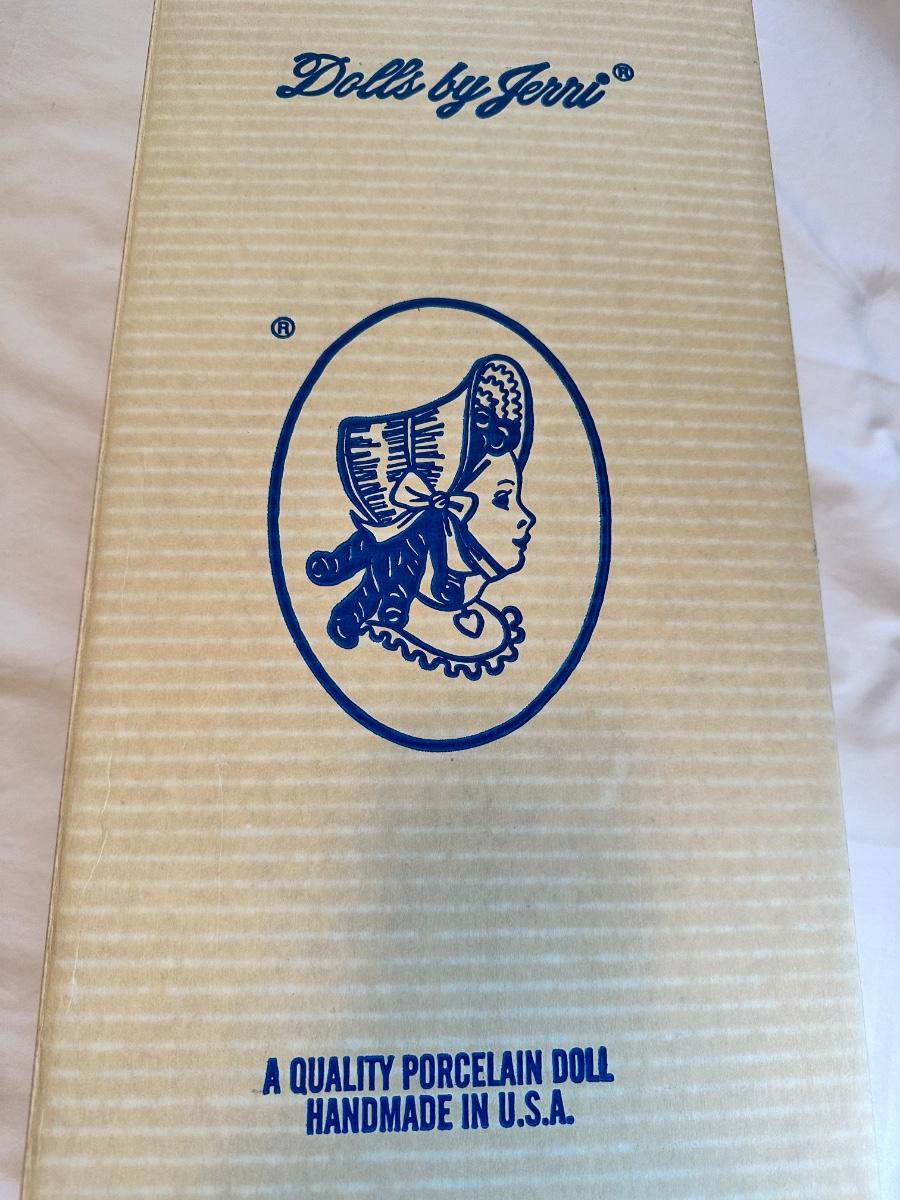 Dolls by Jerri®
®
A QUALITY PORCELAIN DOLL
HANDMADE IN U.S.A.